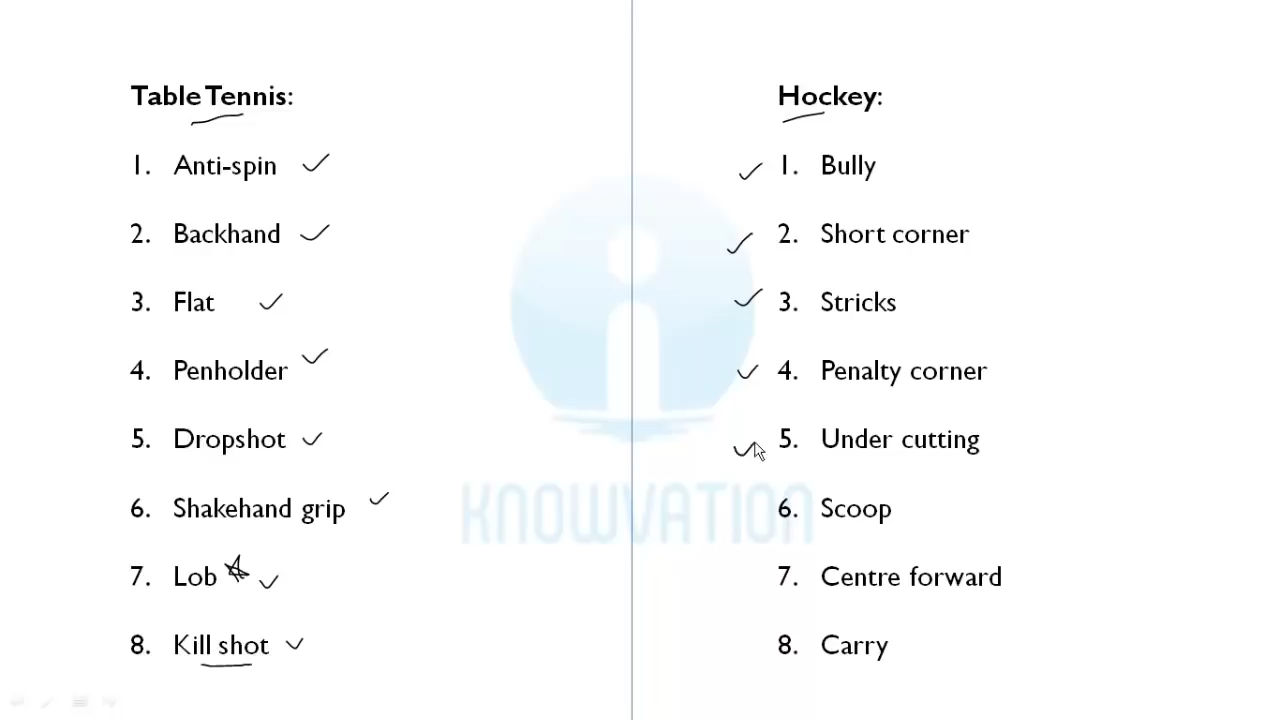 Table Tennis:
1. Anti-spin
2. Backhand
3. Flat
4. Penholder
5. Dropshot
6. Shakehand grip
7. Lob
8. Kill shot
Hockey:
1. Bully
2. Short corner
3. Stricks
4. Penalty corner
5. Under cutting
6. Scoop
7. Centre forward
8. Carry
KNOWVATION